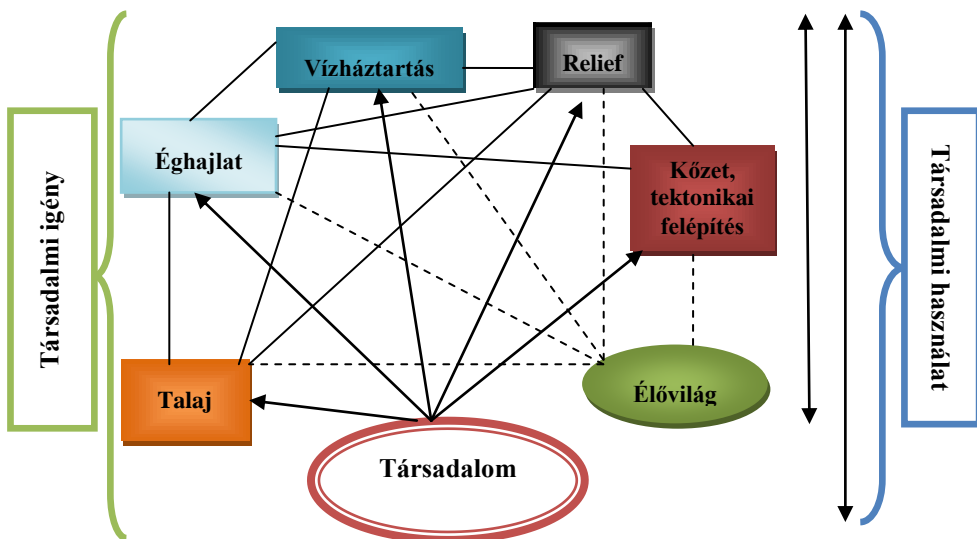 Vízháztartás
Relief
Éghajlat
Kőzet,
tektonikai
felépítés
Talaj
Élővilág
Társadalom
Társadalmi igény
Társadalmi használat